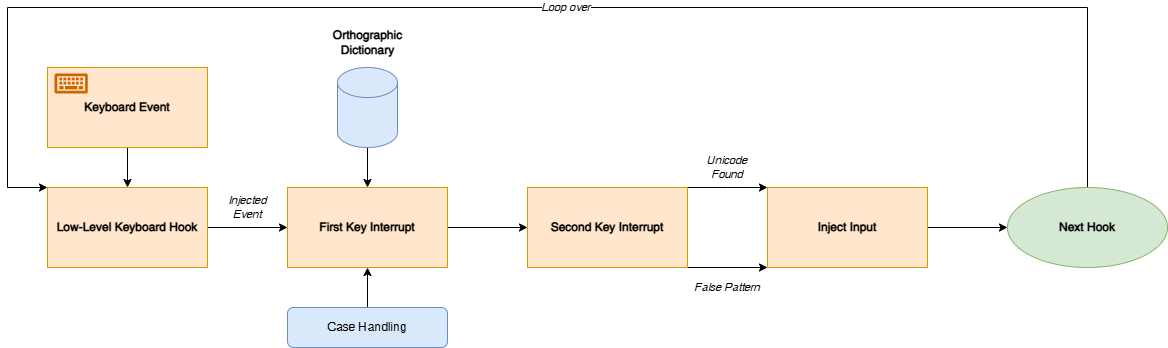 Loop over
Orthographic
Dictionary
Keyboard Event
Unicode
Found
Injected
Event
Low-Level Keyboard Hook
First Key Interrupt
Second Key Interrupt
Inject Input
Next Hook
False Pattern
Case Handling